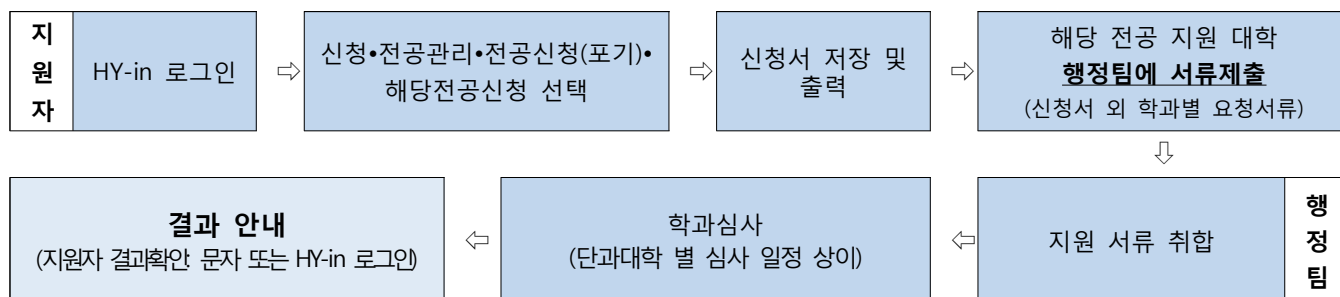 지
원
자
HY-in 로그인
⇨
신청•전공관리•전공신청(포기)•
해당전공신청 선택
⇨
신청서 저장 및
출력
⇨
해당 전공 지원 대학
행정팀에 서류제출
(신청서 외 학과별 요청서류)
⇩
행
정
팀
지원 서류 취합
⇦
학과심사
(단과대학 별 심사 일정 상이)
⇦
결과 안내
(지원자 결과확인: 문자 또는 HY-in 로그인)